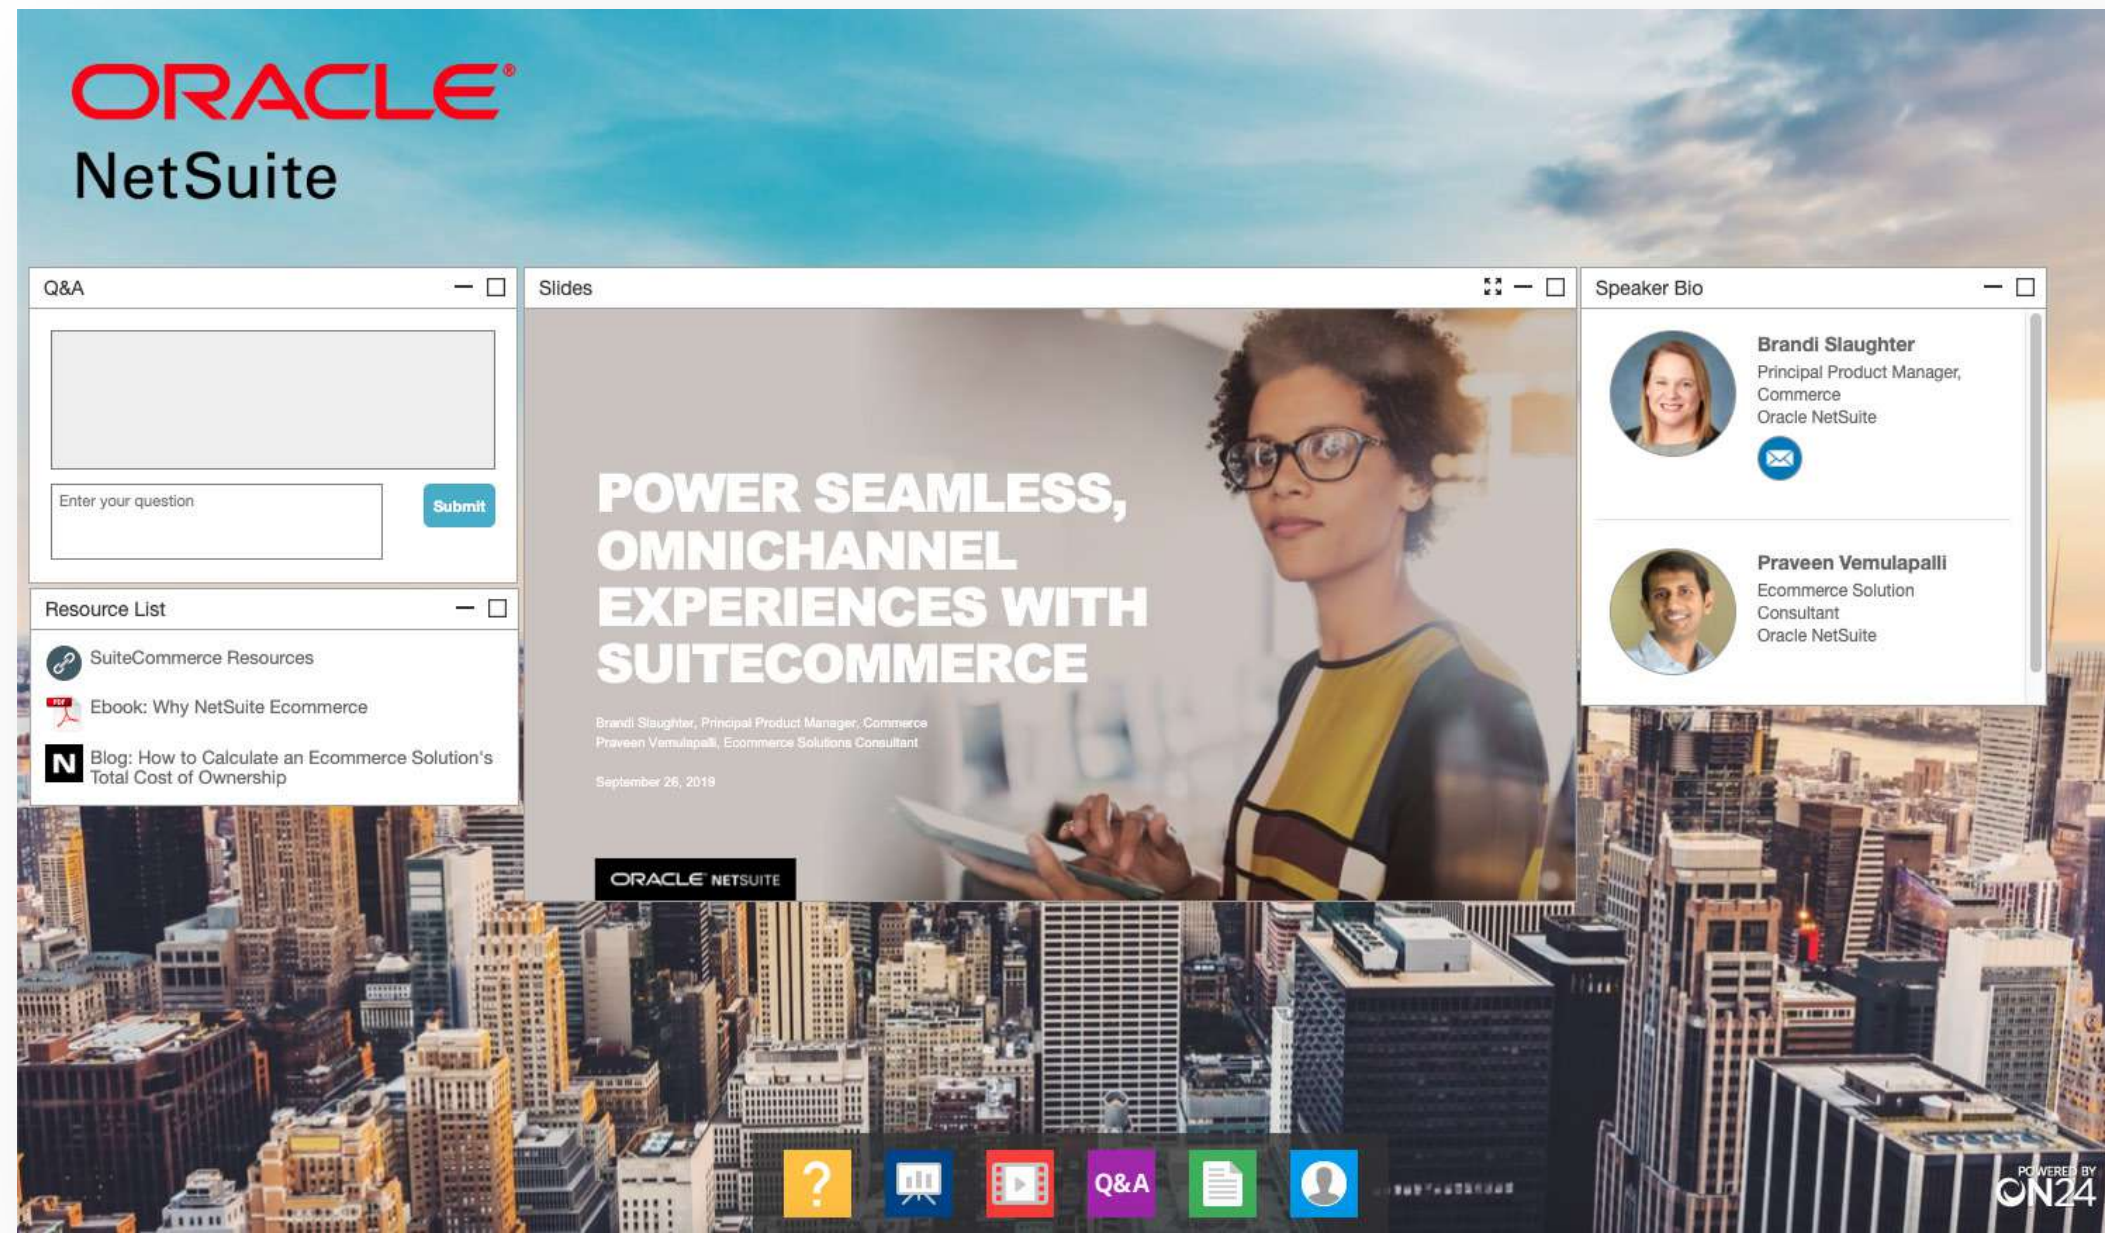 ORACLE®
NetSuite
Q&A
Enter your question
Submit
Resource List
SuiteCommerce Resources
PDF
Ebook: Why NetSuite Ecommerce
N
Blog: How to Calculate an Ecommerce Solution's
Total Cost of Ownership
Slides
POWER SEAMLESS,
OMNICHANNEL
EXPERIENCES WITH
SUITECOMMERCE
Brandi Slaughter, Principal Product Manager, Commerce
Praveen Vemulapalli, Ecommerce Solutions Consultant
September 26, 2019
ORACLE NETSUITE
Speaker Bio
Brandi Slaughter
Principal Product Manager,
Commerce
Oracle NetSuite
Praveen Vemulapalli
Ecommerce Solution
Consultant
Oracle NetSuite
?
Q&A
POWERED BY
ON24